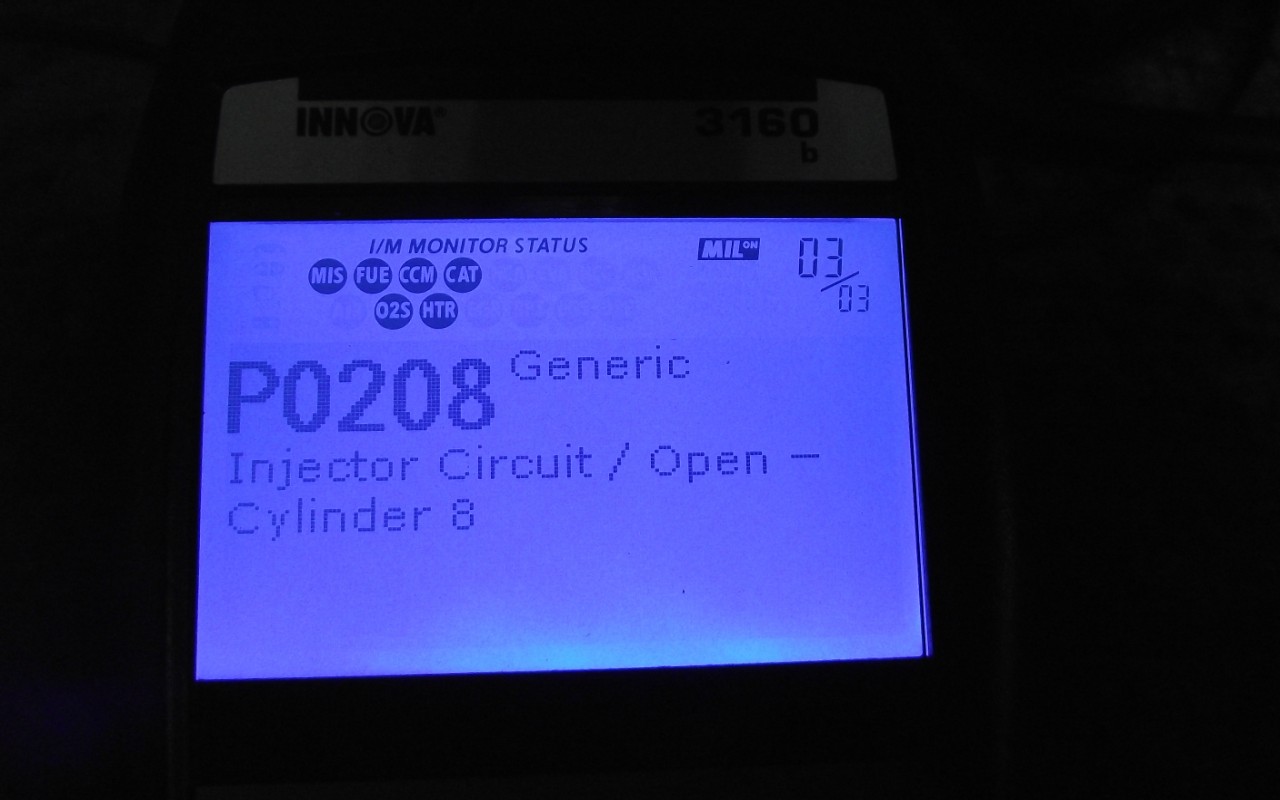 INNOVA®
3160
b
I/M MONITOR STATUS
MIL ON
03/03
MIS FUE CCM CAT
O2S HTR
P0208 Generic
Injector Circuit / Open -
Cylinder 8